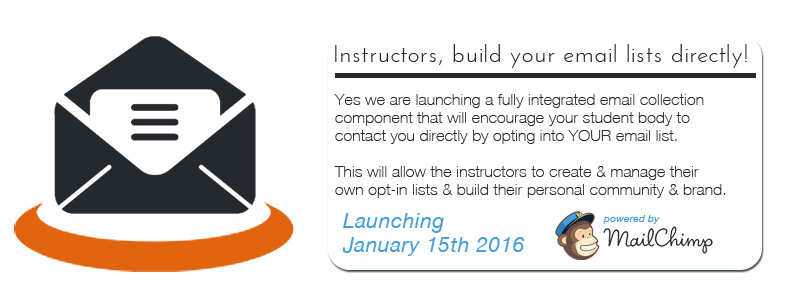 Instructors, build your email lists directly!
Yes we are launching a fully integrated email collection
component that will encourage your student body to
contact you directly by opting into YOUR email list.
This will allow the instructors to create & manage their
own opt-in lists & build their personal community & brand.
Launching
January 15th 2016
powered by
MailChimp